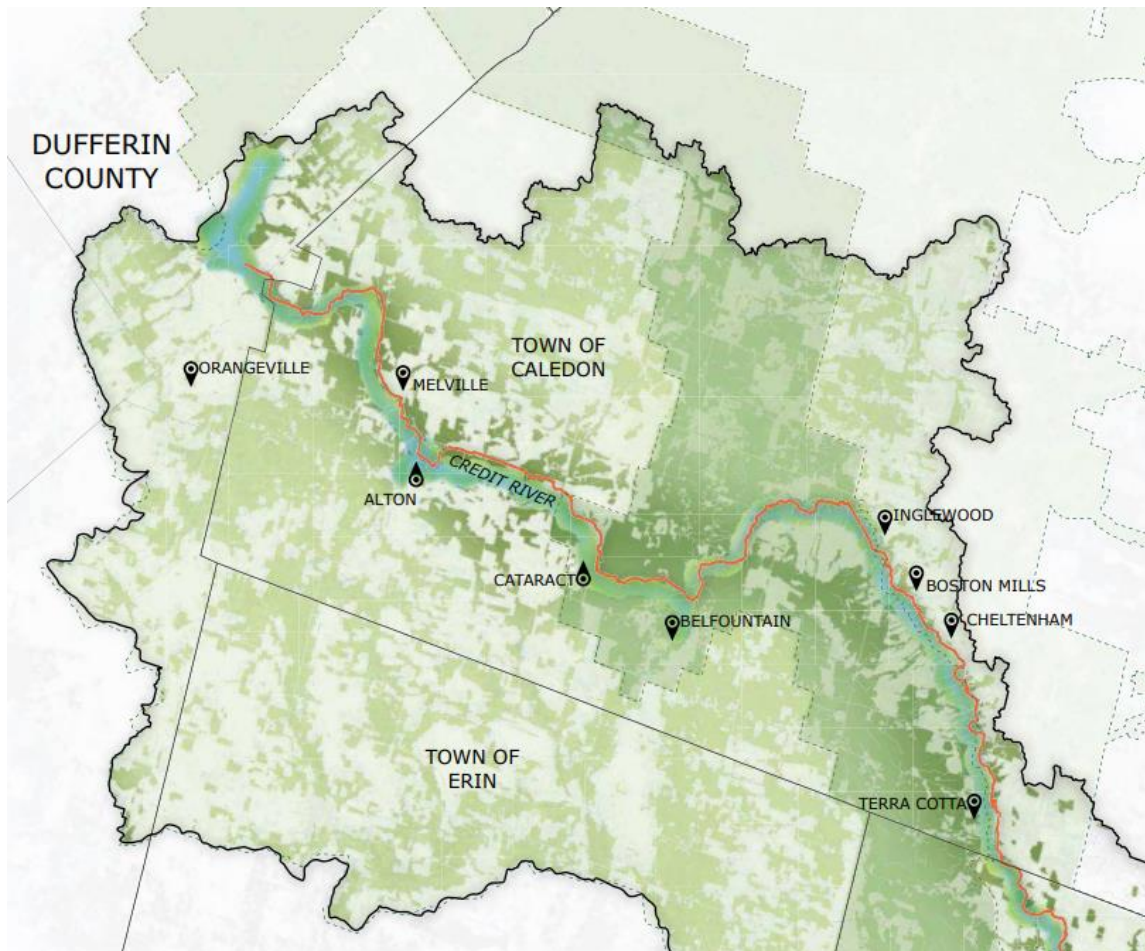 DUFFERIN
COUNTY
ORANGEVILLE
MELVILLE
TOWN OF
CALEDON
ALTON
CREDIT RIVER
INGLEWOOD
CATARACT
BOSTON MILLS
BELFOUNTAIN
CHELTENHAM
TOWN OF
ERIN
TERRA COTTA